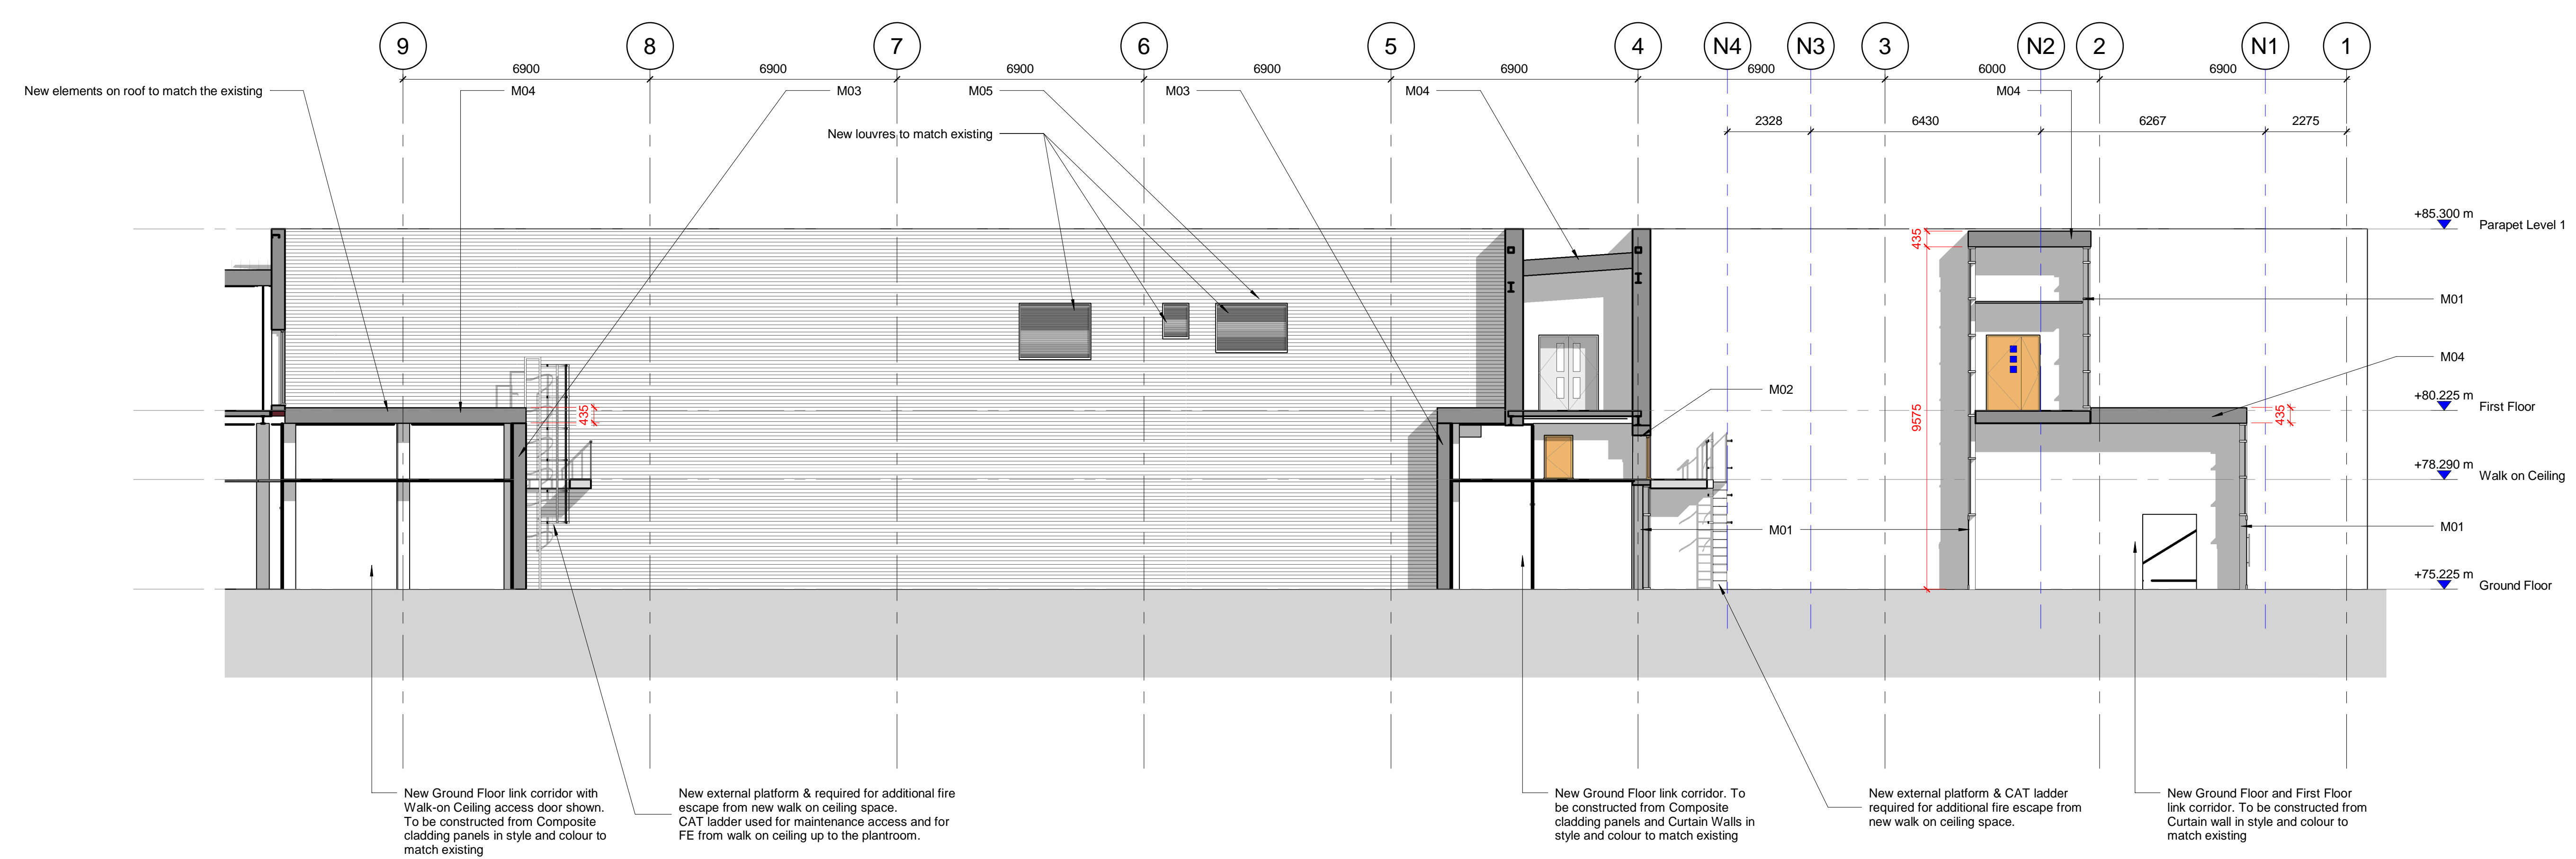 9
8
7
6
5
4
N4
N3
3
N2
2
N1
1
6900
6900
6900
6900
6900
6900
6000
6900
New elements on roof to match the existing
M04
M03
M05
M03
M04
M04
New louvres to match existing
2328
6430
6267
2275
+85.300 m
Parapet Level 1
435
M01
M04
M02
+80.225 m
First Floor
435
435
9575
+78.290 m
Walk on Ceiling
M01
M01
+75.225 m
Ground Floor
New Ground Floor link corridor with
Walk-on Ceiling access door shown.
To be constructed from Composite
cladding panels in style and colour to
match existing
New external platform & required for additional fire
escape from new walk on ceiling space.
CAT ladder used for maintenance access and for
FE from walk on ceiling up to the plantroom.
New Ground Floor link corridor. To
be constructed from Composite
cladding panels and Curtain Walls in
style and colour to match existing
New external platform & CAT ladder
required for additional fire escape from
new walk on ceiling space.
New Ground Floor and First Floor
link corridor. To be constructed from
Curtain wall in style and colour to
match existing